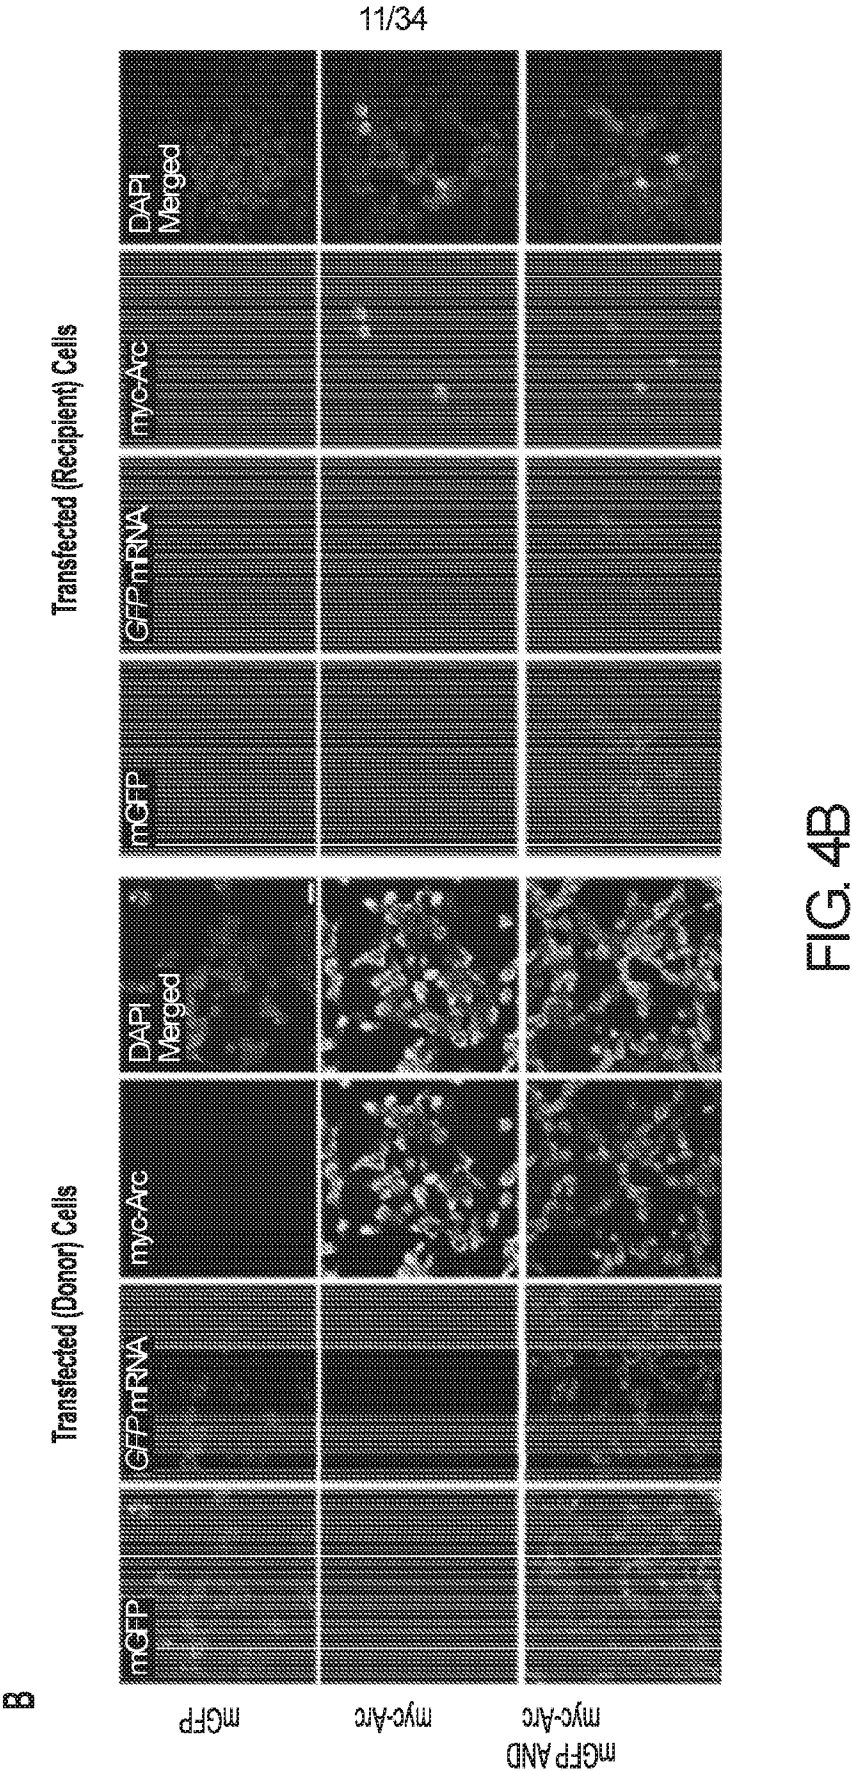 11/34
B
Transfected (Donor) Cells
Transfected (Recipient) Cells
mGFP
GFP mRNA
myc-Arc
DAPI
Merged
mGFP
GFP mRNA
myc-Arc
DAPI
Merged
mGFP
myc-Arc
mGFP AND
myc-Arc
FIG. 4B